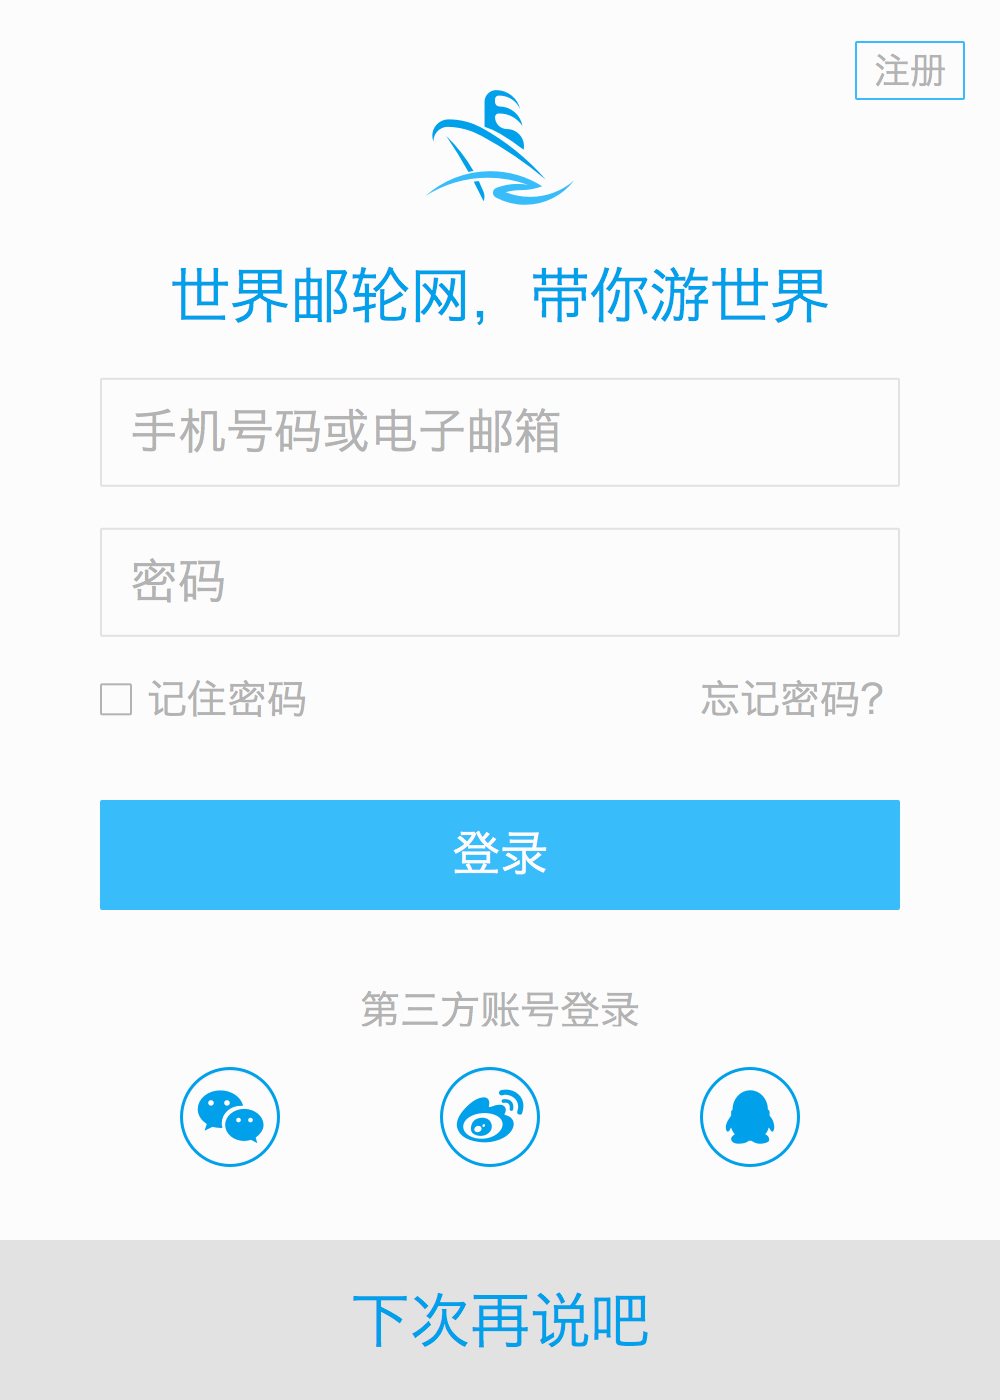 注册
世界邮轮网，带你游世界
手机号码或电子邮箱
密码
记住密码 忘记密码?
登录
第三方账号登录
下次再说吧